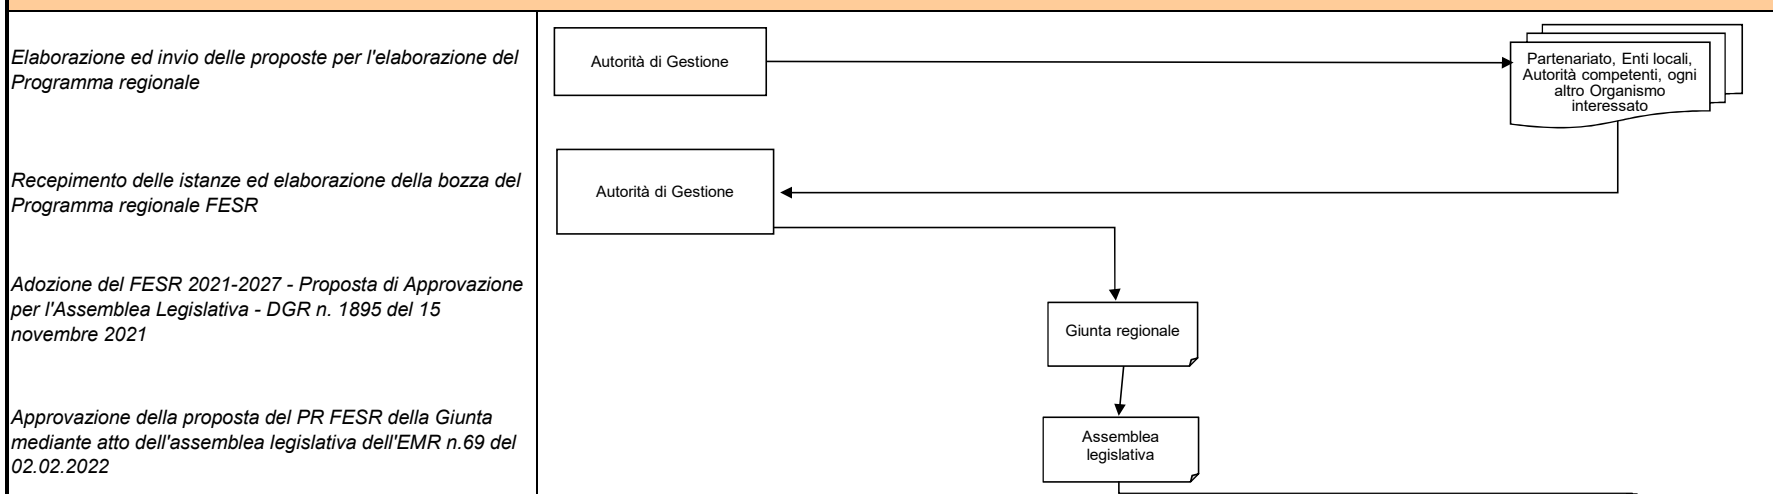 Elaborazione ed invio delle proposte per l'elaborazione del
Programma regionale
Autorità di Gestione
Partenariato, Enti locali,
Autorità competenti, ogni
altro Organismo
interessato
Recepimento delle istanze ed elaborazione della bozza del
Programma regionale FESR
Autorità di Gestione
Adozione del FESR 2021-2027 - Proposta di Approvazione
per l'Assemblea Legislativa - DGR n. 1895 del 15
novembre 2021
Giunta regionale
Approvazione della proposta del PR FESR della Giunta
mediante atto dell'assemblea legislativa dell'EMR n.69 del
02.02.2022
Assemblea
legislativa